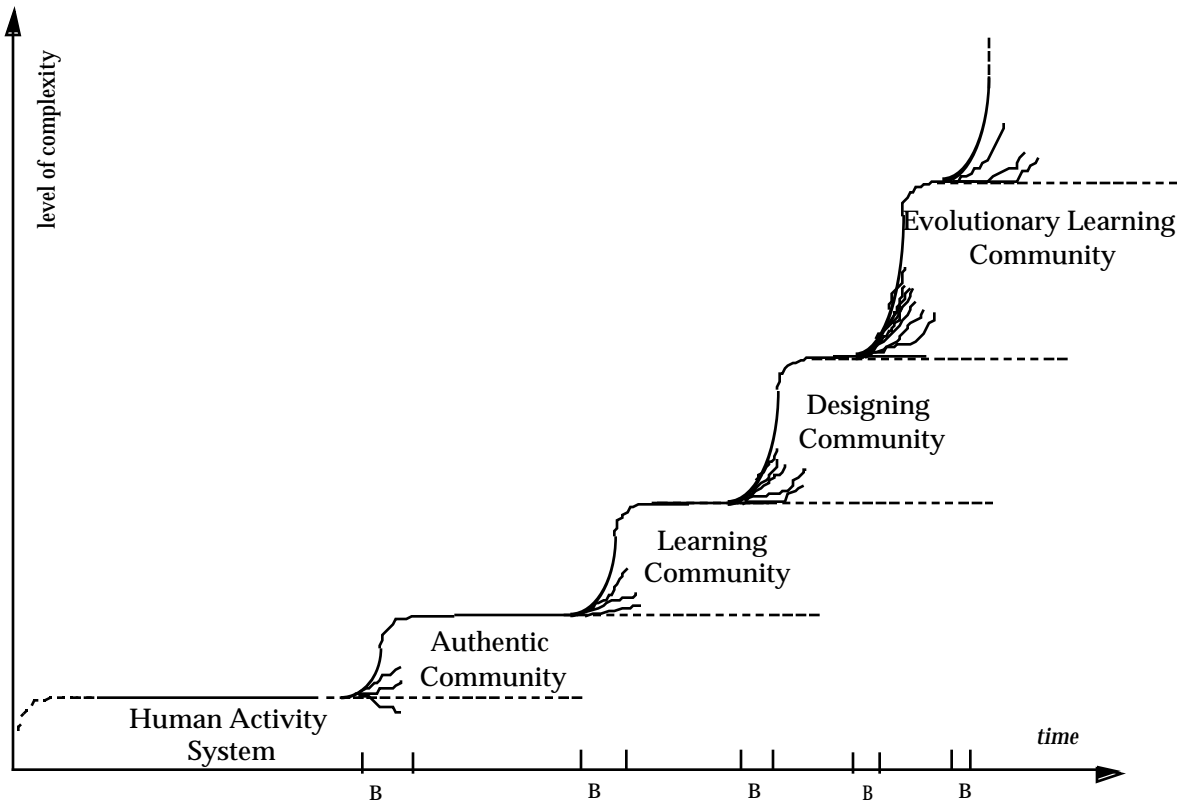 level of complexity
Evolutionary Learning
Community
Designing
Community
Learning
Community
Authentic
Community
Human Activity
System
time
B
B
B
B
B